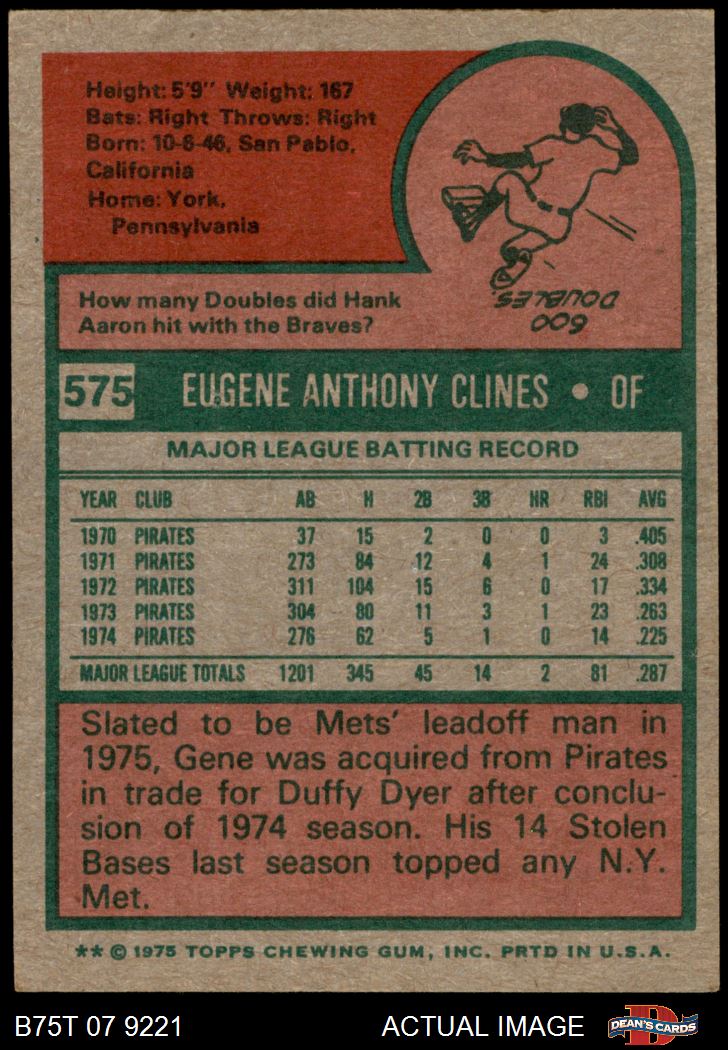 Height: 5'9" Weight: 167
Bats: Right Throws: Right
Born: 10-6-46, San Pablo,
California
Home: York,
Pennsylvania
How many Doubles did Hank
Aaron hit with the Braves?
600
DOUBLES.
575 EUGENE ANTHONY CLINES • OF
MAJOR LEAGUE BATTING RECORD
YEAR CLUB AB H 2B 3B HR RBI AVG
1970 PIRATES 37 15 2 0 0 3 .405
1971 PIRATES 273 84 12 4 1 24 .308
1972 PIRATES 311 104 15 6 0 17 .334
1973 PIRATES 304 80 11 3 1 23 .263
1974 PIRATES 276 62 5 1 0 14 .225
MAJOR LEAGUE TOTALS 1201 345 45 14 2 81 .287
Slated to be Mets' leadoff man in
1975, Gene was acquired from Pirates
in trade for Duffy Dyer after conclu-
sion of 1974 season. His 14 Stolen
Bases last season topped any N.Y.
Met.
** © 1975 TOPPS CHEWING GUM, INC. PRTD IN U.S.A.
B75T 07 9221 ACTUAL IMAGE D DEAN'S CARDS